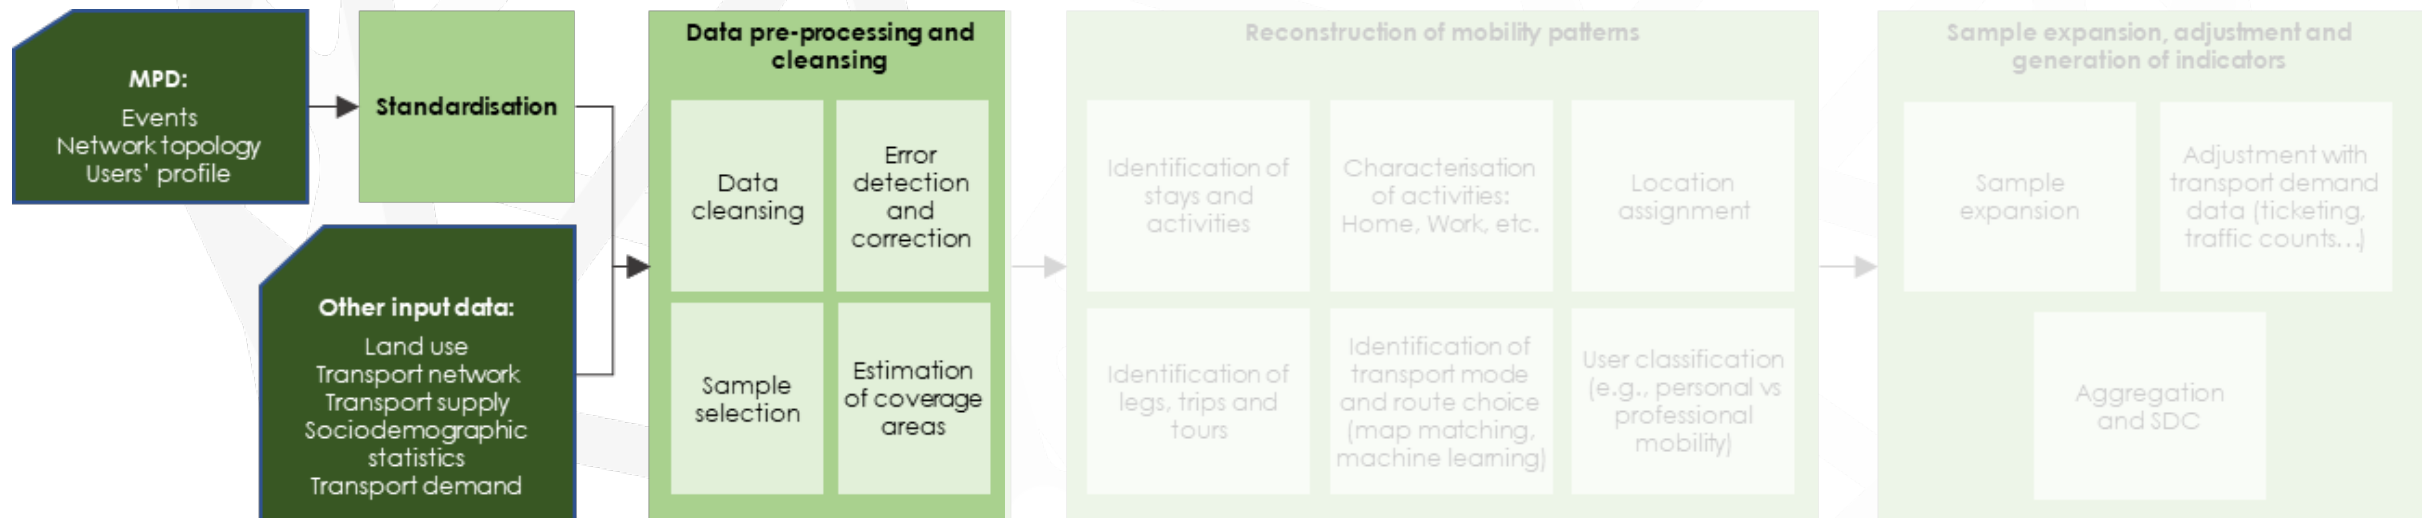 MPD:
Events
Network topology
Users' profile
Standardisation
Other input data:
Land use
Transport network
Transport supply
Sociodemographic
statistics
Transport demand
Data pre-processing and
cleansing
Data
cleansing
Error
detection
and
correction
Sample
selection
Estimation
of coverage
areas
Reconstruction of mobility patterns
Identification of
stays and
activities
Characterisation
of activities:
Home, Work, etc.
Location
assignment
Identification of
legs, trips and
tours
Identification of
transport mode
and route choice
(map matching,
machine learning)
User classification
(e.g., personal vs
professional
mobility)
Sample expansion, adjustment and
generation of indicators
Sample
expansion
Adjustment with
transport demand
data (ticketing,
traffic counts…)
Aggregation
and SDC